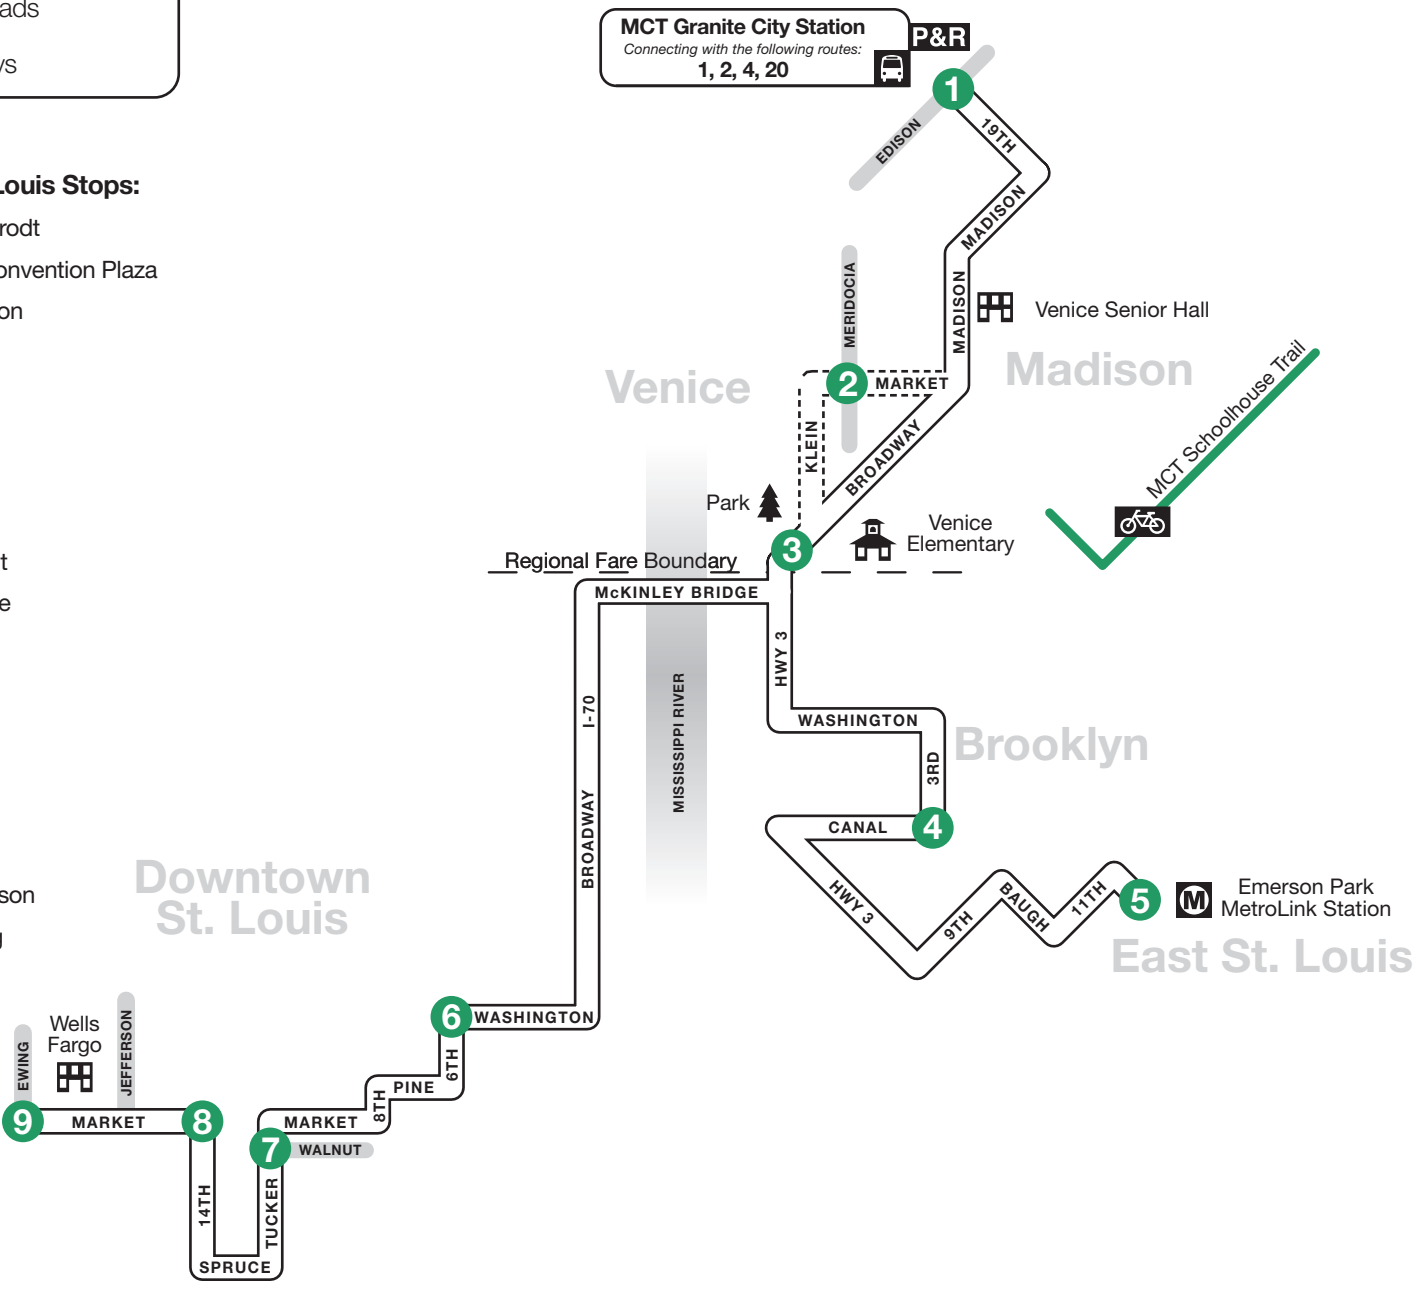 ads
ys
Louis Stops:
rodt
onvention Plaza
on
t
e
son
g
MCT Granite City Station
Connecting with the following routes:
1, 2, 4, 20
P&R
1
19TH
EDISON
MADISON
MADISON
MERIDOCIA
Venice Senior Hall
Madison
Venice
2
MARKET
KLEIN
BROADWAY
MCT Schoolhouse Trail
Park
Venice
Elementary
3
Regional Fare Boundary
McKINLEY BRIDGE
HWY 3
I-70
MISSISSIPPI RIVER
WASHINGTON
Brooklyn
3RD
BROADWAY
CANAL
4
Downtown
St. Louis
HWY 3
9TH
BAUGH
11TH
5
M
Emerson Park
MetroLink Station
East St. Louis
6
WASHINGTON
Wells
Fargo
EWING
JEFFERSON
6TH
PINE
8TH
9
MARKET
8
MARKET
7
WALNUT
14TH
TUCKER
SPRUCE